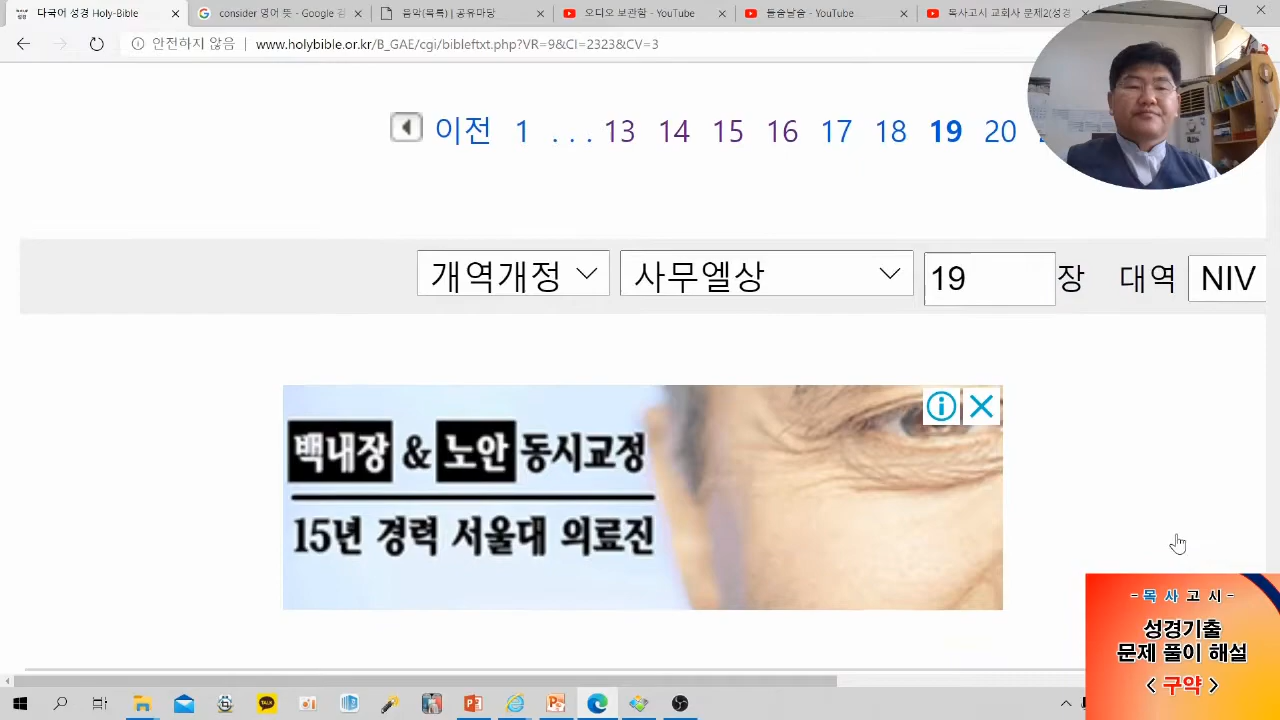 다국어 성경 Holy-Bible
consider 영어 뜻 - Google 검
음악(목록) | 공유마당
오디오 보관함 - YouTube
돌숨날숨 - YouTube
목사고시 교회사 문제2(성경
안전하지 않음 www.holybible.or.kr/B_GAE/cgi/bibleftxt.php?VR=9&CI=2323&CV=3
이전 1 ... 13 14 15 16 17 18 19 20
개역개정 사무엘상 19 장 대역 NIV
백내장 & 노안 동시교정
15년 경력 서울대 의료진
- 목 사 고 시 -
성경기출
문제 풀이 해설
< 구약 >